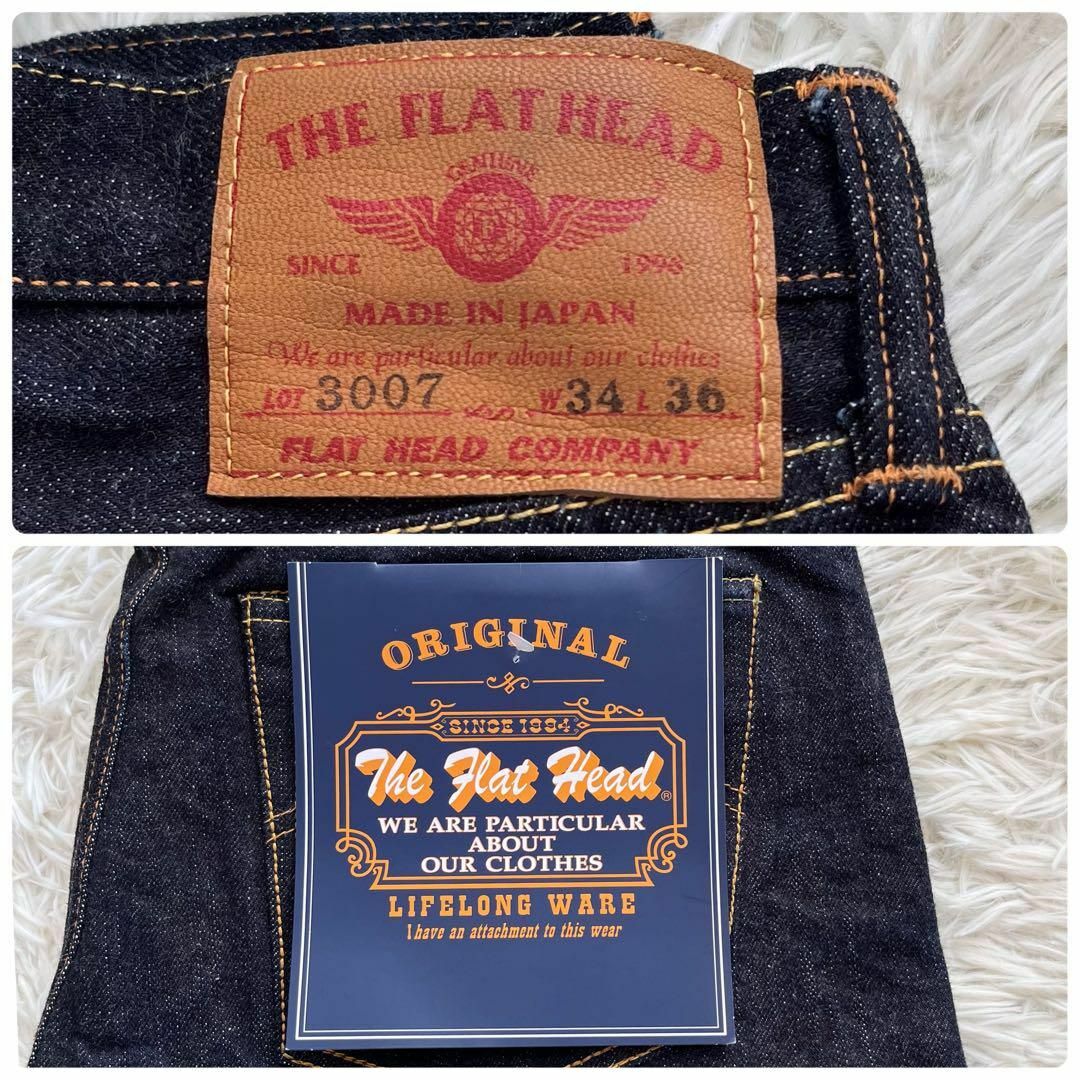 THE FLAT HEAD
GENUINE
SINCE 1996
MADE IN JAPAN
We are particular about our clothes
LOT 3007 W 34 L 36
FLAT HEAD COMPANY
ORIGINAL
SINCE 1994
The Flat Head ®
WE ARE PARTICULAR
ABOUT
OUR CLOTHES
LIFELONG WARE
I have an attachment to this wear